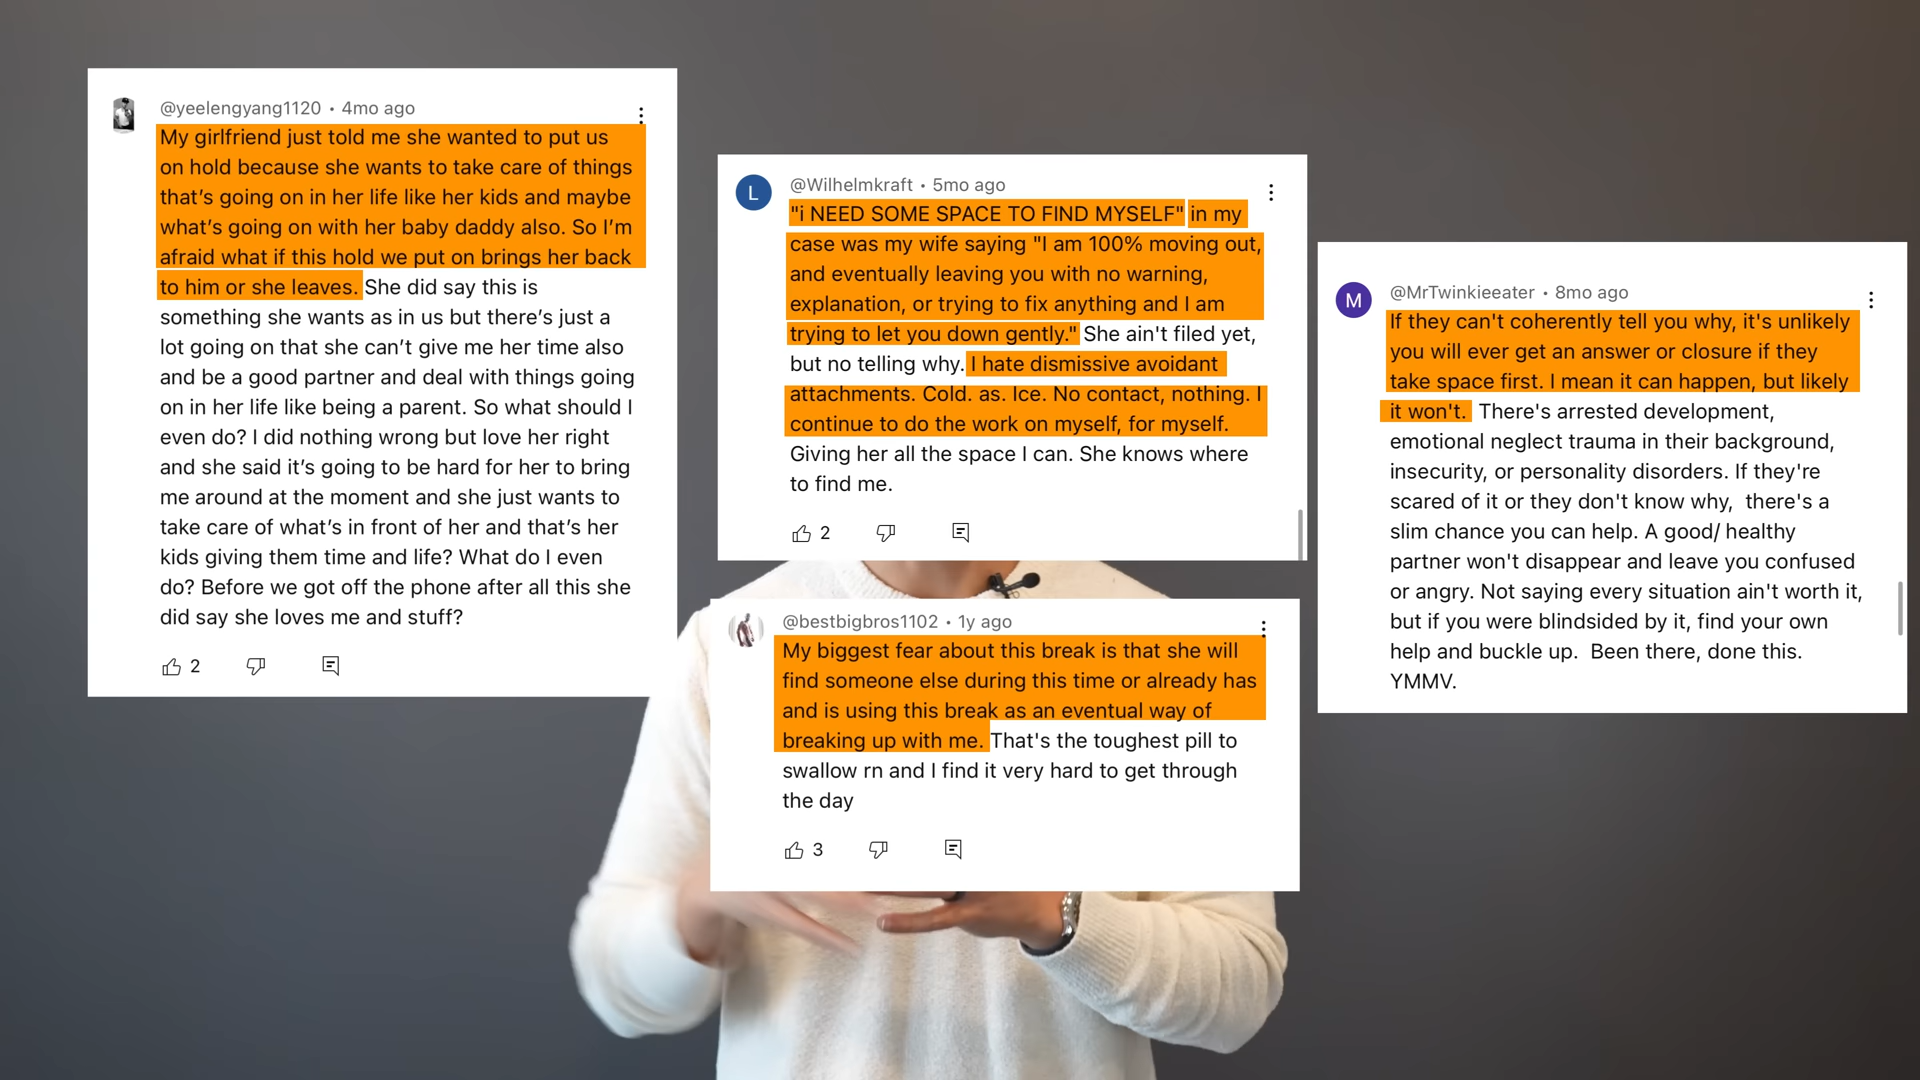 @yeelengyang1120 • 4mo ago
My girlfriend just told me she wanted to put us
on hold because she wants to take care of things
that's going on in her life like her kids and maybe
what's going on with her baby daddy also. So I'm
afraid what if this hold we put on brings her back
to him or she leaves. She did say this is
something she wants as in us but there's just a
lot going on that she can't give me her time also
and be a good partner and deal with things going
on in her life like being a parent. So what should I
even do? I did nothing wrong but love her right
and she said it's going to be hard for her to bring
me around at the moment and she just wants to
take care of what's in front of her and that's her
kids giving them time and life? What do I even
do? Before we got off the phone after all this she
did say she loves me and stuff?
2
L
@Wilhelmkraft • 5mo ago
"i NEED SOME SPACE TO FIND MYSELF" in my
case was my wife saying "I am 100% moving out,
and eventually leaving you with no warning,
explanation, or trying to fix anything and I am
trying to let you down gently." She ain't filed yet,
but no telling why. I hate dismissive avoidant
attachments. Cold. as. Ice. No contact, nothing. I
continue to do the work on myself, for myself.
Giving her all the space I can. She knows where
to find me.
2
@bestbigbros1102 • 1y ago
My biggest fear about this break is that she will
find someone else during this time or already has
and is using this break as an eventual way of
breaking up with me. That's the toughest pill to
swallow rn and I find it very hard to get through
the day
3
M
@MrTwinkieeater • 8mo ago
If they can't coherently tell you why, it's unlikely
you will ever get an answer or closure if they
take space first. I mean it can happen, but likely
it won't. There's arrested development,
emotional neglect trauma in their background,
insecurity, or personality disorders. If they're
scared of it or they don't know why, there's a
slim chance you can help. A good/ healthy
partner won't disappear and leave you confused
or angry. Not saying every situation ain't worth it,
but if you were blindsided by it, find your own
help and buckle up. Been there, done this.
YMMV.